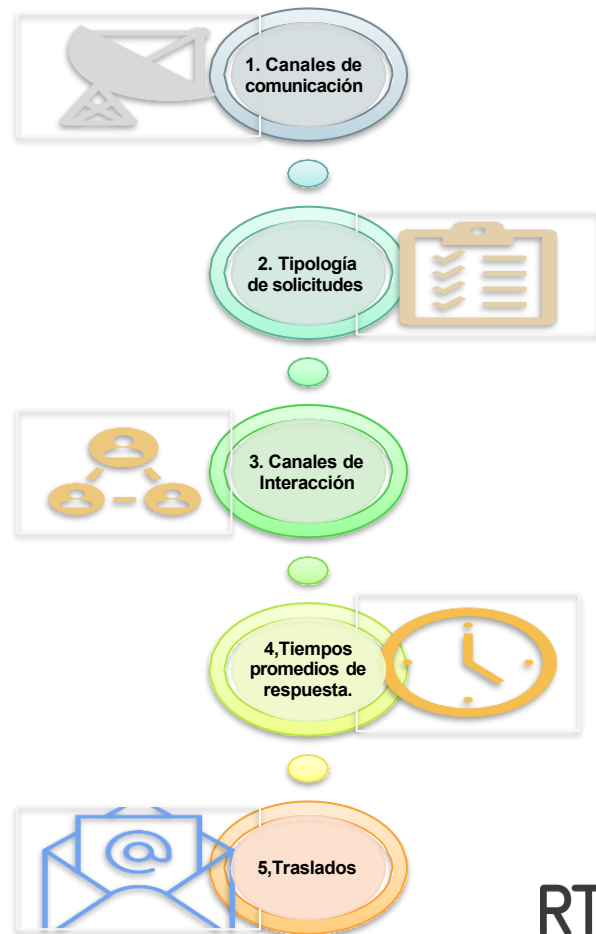 1. Canales de
comunicación
2. Tipología
de solicitudes
3. Canales de
Interacción
4,Tiempos
promedios de
respuesta.
@
5,Traslados
RT